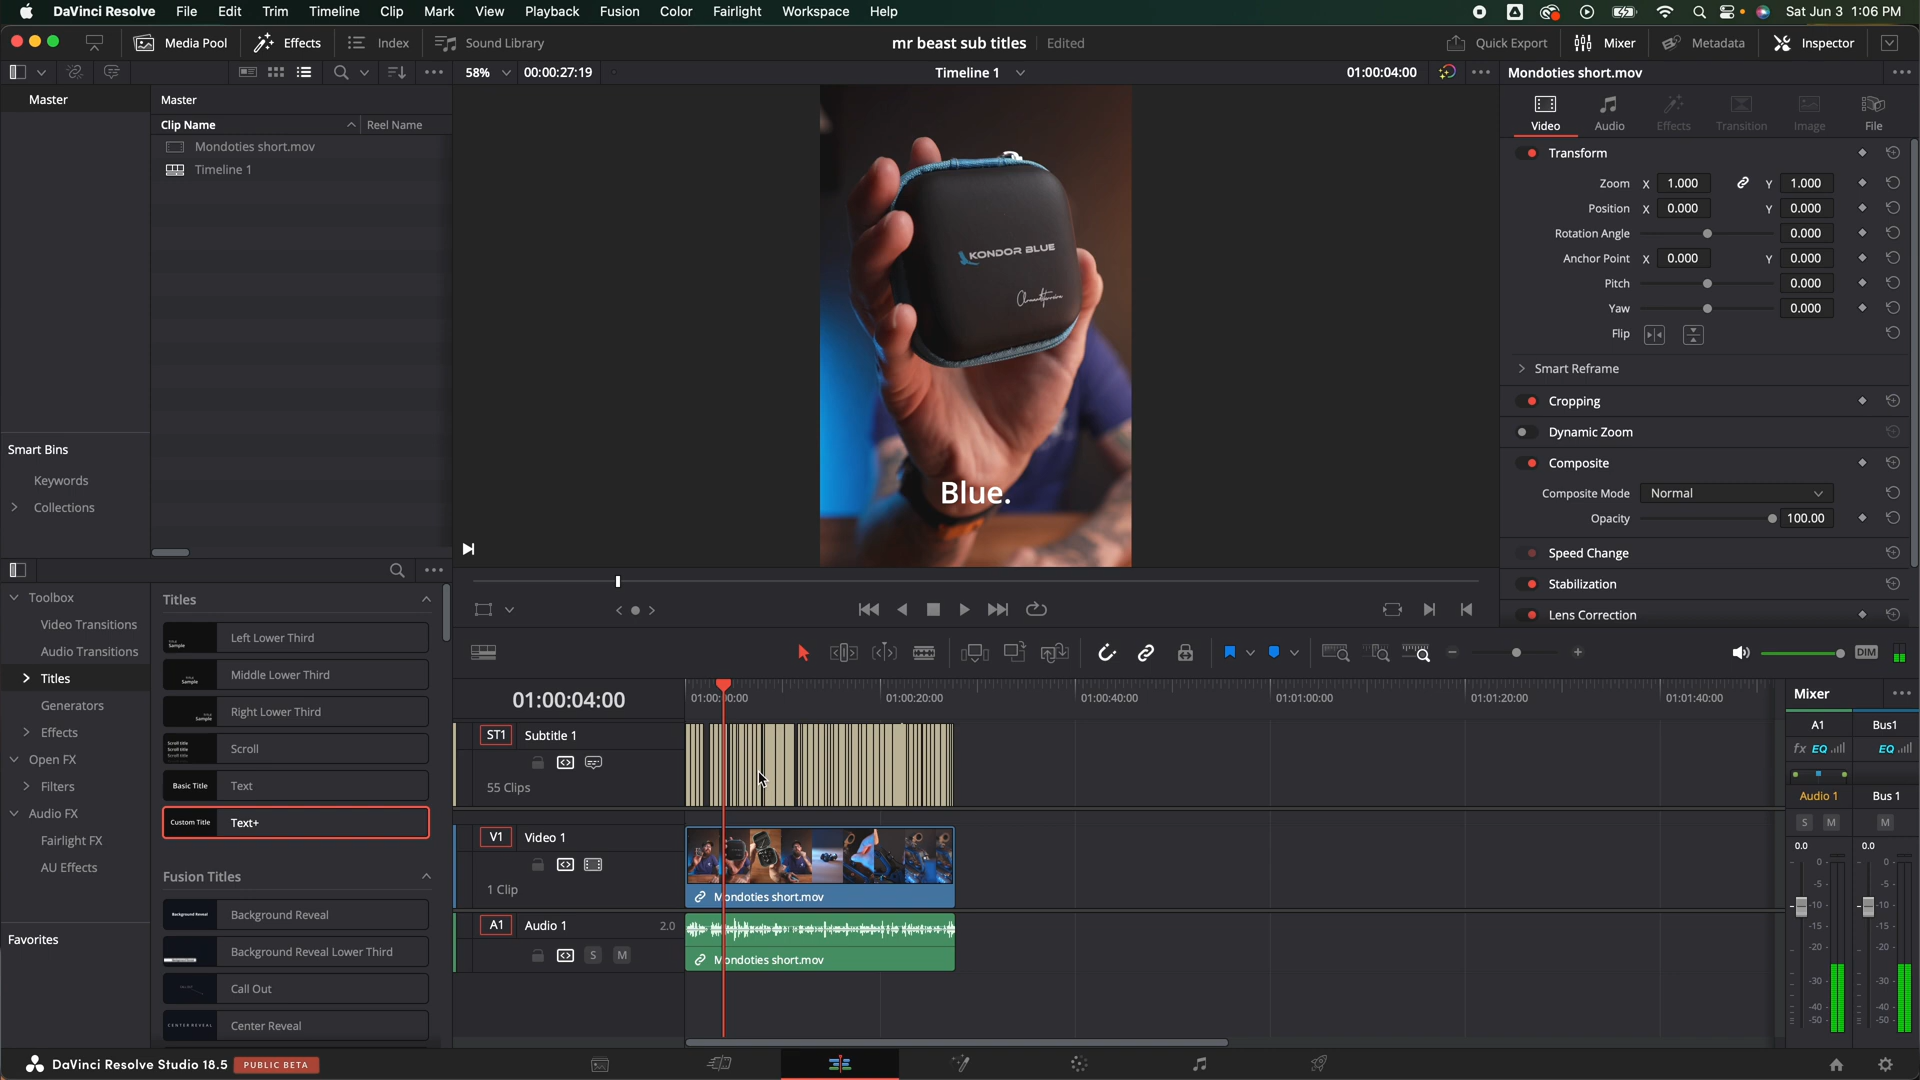 DaVinci Resolve File Edit Trim Timeline Clip Mark View Playback Fusion Color Fairlight Workspace Help Sat Jun 3 1:06 PM
Media Pool Effects Index Sound Library mr beast sub titles Edited Quick Export Mixer Metadata Inspector
58% 00:00:27:19 Timeline 1 01:00:04:00 Mondoties short.mov
Master Master
Clip Name Reel Name
Mondoties short.mov
Timeline 1
Smart Bins
Keywords
Collections
KONDOR BLUE
Blue.
Video Audio Effects Transition Image File
Transform
Zoom X 1.000 Y 1.000
Position X 0.000 Y 0.000
Rotation Angle 0.000
Anchor Point X 0.000 Y 0.000
Pitch 0.000
Yaw 0.000
Flip
Smart Reframe
Cropping
Dynamic Zoom
Composite
Composite Mode Normal
Opacity 100.00
Speed Change
Stabilization
Lens Correction
Toolbox
Video Transitions
Audio Transitions
Titles
Generators
Effects
Open FX
Filters
Audio FX
Fairlight FX
AU Effects
Favorites
Titles
Left Lower Third
Middle Lower Third
Right Lower Third
Scroll
Basic Title Text
Custom Title Text+
Fusion Titles
Background Reveal Background Reveal
Background Reveal Lower Third
Call Out
CENTER REVEAL Center Reveal
DIM
01:00:04:00 01:00:00:00 01:00:20:00 01:00:40:00 01:01:00:00 01:01:20:00 01:01:40:00
ST1 Subtitle 1
55 Clips
V1 Video 1
1 Clip
Mondoties short.mov
A1 Audio 1 2.0
S M
Mondoties short.mov
Mixer
A1 Bus1
fx EQ EQ
Audio 1 Bus 1
S M M
0.0 0.0
0 0
-5 -5
-10 -10
-15 -15
-20 -20
-30 -30
-40 -40
-50 -50
DaVinci Resolve Studio 18.5 PUBLIC BETA